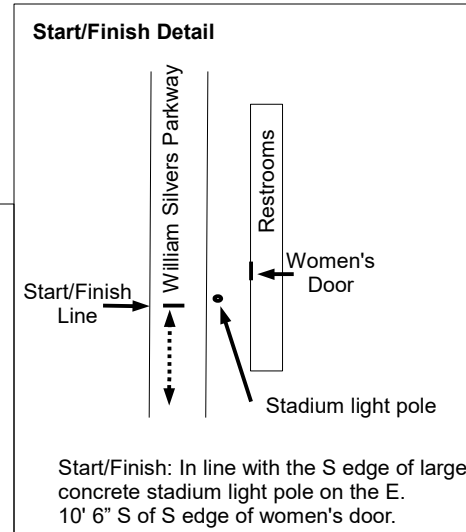 Start/Finish Detail
William Silvers Parkway
Restrooms
Women's
Door
Start/Finish
Line
Stadium light pole
Start/Finish: In line with the S edge of large
concrete stadium light pole on the E.
10' 6” S of S edge of women's door.